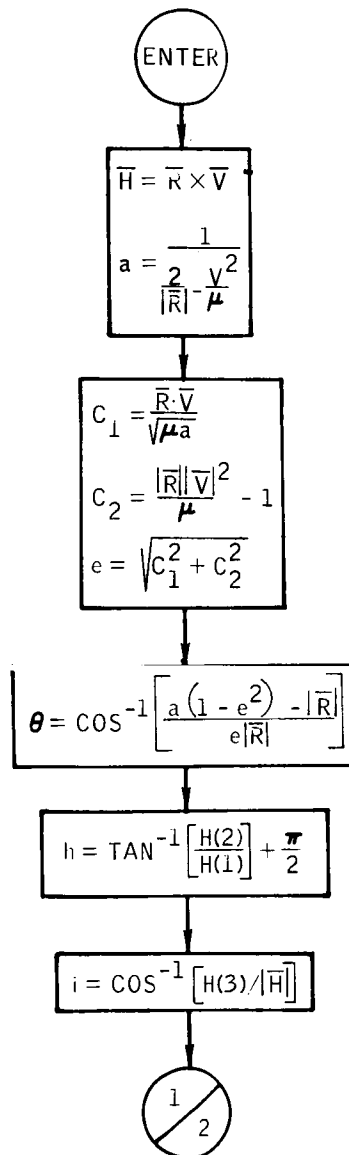 ENTER
H̅ = R̅ × V̅
a = 1 / (2/|R̅| - V²/μ)
C₁ = R̅·V̅ / √(μa)
C₂ = |R̅||V̅|²/μ - 1
e = √(C₁² + C₂²)
θ = COS⁻¹ [(a(1 - e²) - |R̅|) / (e|R̅|)]
h = TAN⁻¹ [H(2)/H(1)] + π/2
i = COS⁻¹ [H(3)/|H̅|]
1
2